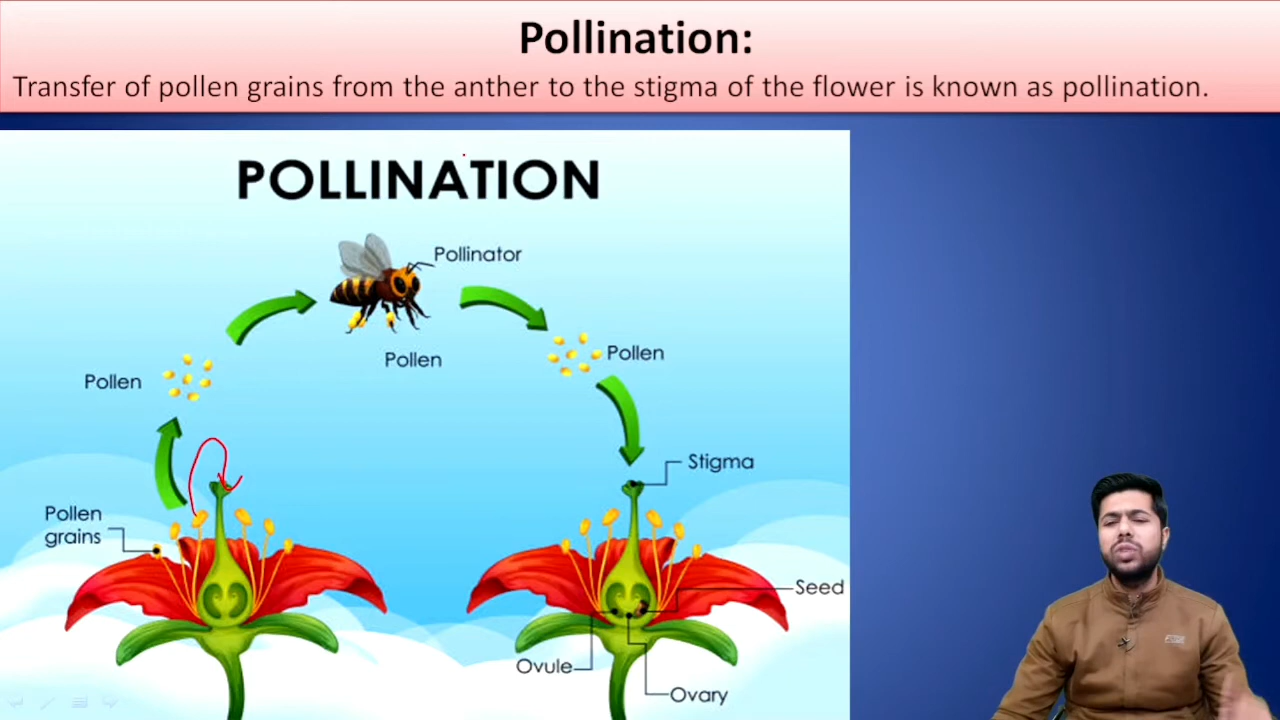 Pollination:
Transfer of pollen grains from the anther to the stigma of the flower is known as pollination.
POLLINATION
Pollinator
Pollen
Pollen
Pollen
Stigma
Pollen
grains
Seed
Ovule
Ovary